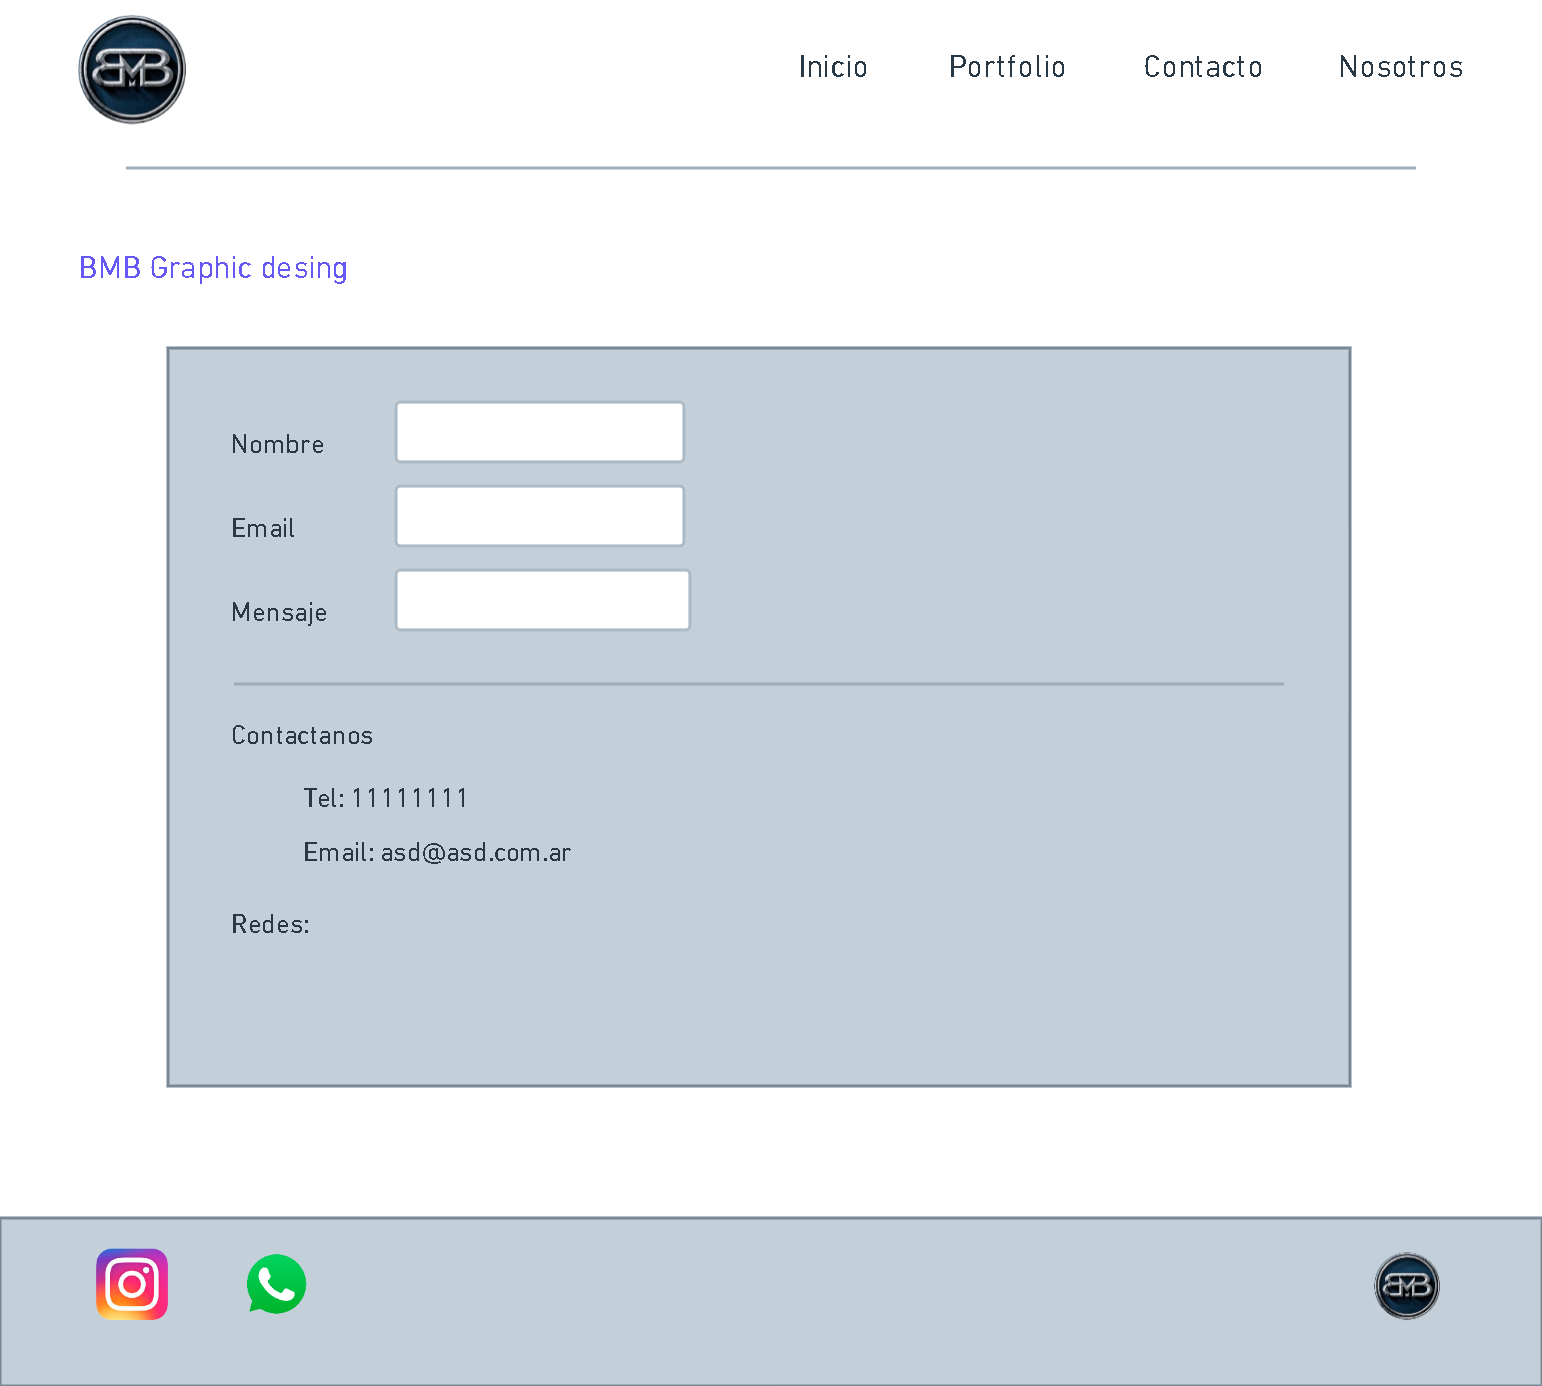 BMB
Inicio Portfolio Contacto Nosotros
BMB Graphic desing
Nombre
Email
Mensaje
Contactanos
Tel: 11111111
Email: asd@asd.com.ar
Redes:
BMB